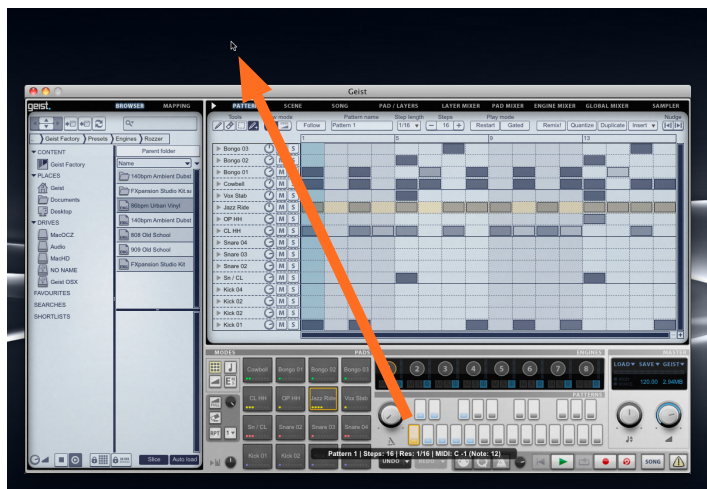 Geist
geist.
BROWSER
MAPPING
PATTERN
SCENE
SONG
PAD / LAYERS
LAYER MIXER
PAD MIXER
ENGINE MIXER
GLOBAL MIXER
SAMPLER
Tools
mode
Pattern name
Step length
Steps
Play mode
Nudge
Follow
Pattern 1
1/16
16
Restart
Gated
Remix!
Quantize
Duplicate
Insert
Geist Factory
Presets
Engines
Rozzer
1
5
9
13
CONTENT
Geist Factory
PLACES
Geist
Documents
Desktop
DRIVES
MacOCZ
Audio
MacHD
NO NAME
Geist OSX
FAVOURITES
SEARCHES
SHORTLISTS
Parent folder
Name
140bpm Ambient Dubst
FXpansion Studio Kit.sa
86bpm Urban Vinyl
140bpm Ambient Dubst
808 Old School
909 Old School
FXpansion Studio Kit
Bongo 03 M S
Bongo 02 M S
Bongo 01 M S
Cowbell M S
Vox Stab M S
Jazz Ride M S
OP HH M S
CL HH M S
Snare 04 M S
Snare 03 M S
Snare 02 M S
Sn / CL M S
Kick 04 M S
Kick 02 M S
Kick 02 M S
Kick 01 M S
MODES
PADS
ENGINES
MASTER
Cowbell
Bongo 01
Bongo 02
Bongo 03
2
3
4
5
6
7
8
LOAD
SAVE
GEIST
120.00
2.94MB
CL HH
OP HH
Jazz Ride
Vox Stab
PATTERNS
Sn / CL
Snare 02
Snare 03
Snare 04
RPT
1
Kick 01
Kick 02
Pattern 1 | Steps: 16 | Res: 1/16 | MIDI: C -1 (Note: 12)
Slice
Auto load
UNDO
SONG